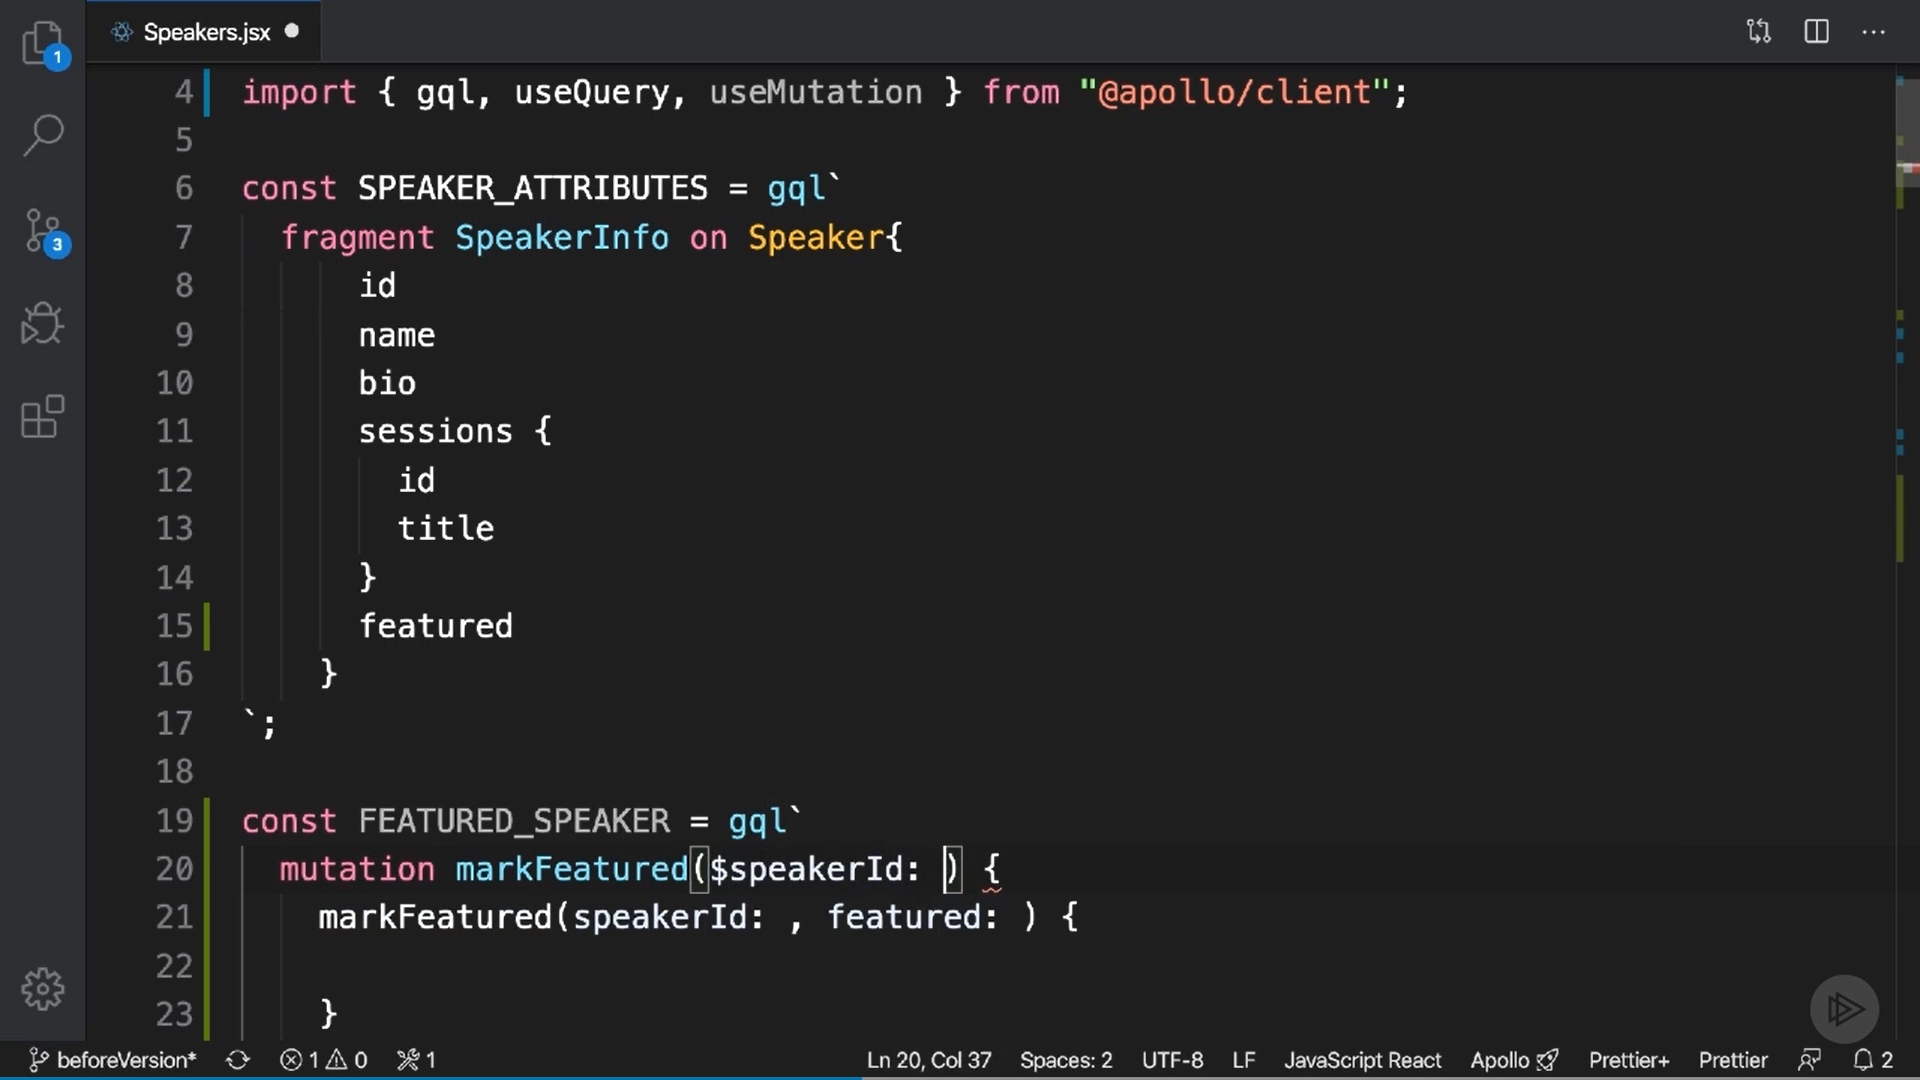 1
Speakers.jsx
4 import { gql, useQuery, useMutation } from "@apollo/client";
5
6 const SPEAKER_ATTRIBUTES = gql`
7 fragment SpeakerInfo on Speaker{
8 id
9 name
10 bio
11 sessions {
12 id
13 title
14 }
15 featured
16 }
17 `;
18
19 const FEATURED_SPEAKER = gql`
20 mutation markFeatured($speakerId: ) {
21 markFeatured(speakerId: , featured: ) {
22
23 }
3
beforeVersion* 1 0 1 Ln 20, Col 37 Spaces: 2 UTF-8 LF JavaScript React Apollo Prettier+ Prettier 2